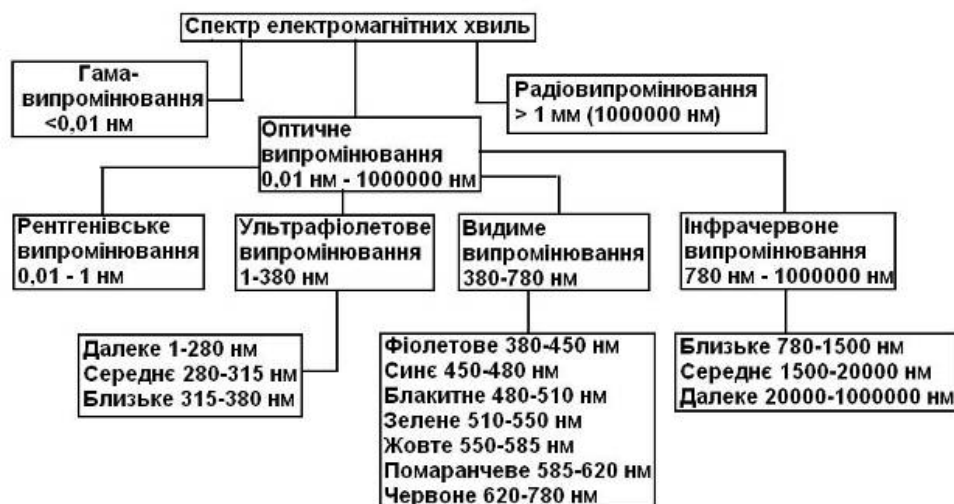 Спектр електромагнітних хвиль
Гама-
випромінювання
<0,01 нм
Радіовипромінювання
> 1 мм (1000000 нм)
Оптичне
випромінювання
0,01 нм - 1000000 нм
Рентгенівське
випромінювання
0,01 - 1 нм
Ультрафіолетове
випромінювання
1-380 нм
Видиме
випромінювання
380-780 нм
Інфрачервоне
випромінювання
780 нм - 1000000 нм
Далеке 1-280 нм
Середнє 280-315 нм
Близьке 315-380 нм
Фіолетове 380-450 нм
Синє 450-480 нм
Блакитне 480-510 нм
Зелене 510-550 нм
Жовте 550-585 нм
Помаранчеве 585-620 нм
Червоне 620-780 нм
Близьке 780-1500 нм
Середнє 1500-20000 нм
Далеке 20000-1000000 нм